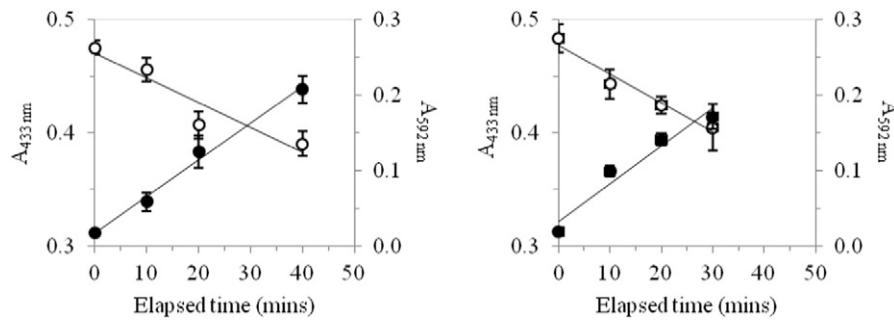 0.5 0.3 0.5 0.3
0.2 0.2
A433 nm 0.4 A592 nm A433 nm 0.4 A592 nm
0.1 0.1
0.3 0.0 0.3 0.0
0 10 20 30 40 50 0 10 20 30 40 50
Elapsed time (mins) Elapsed time (mins)